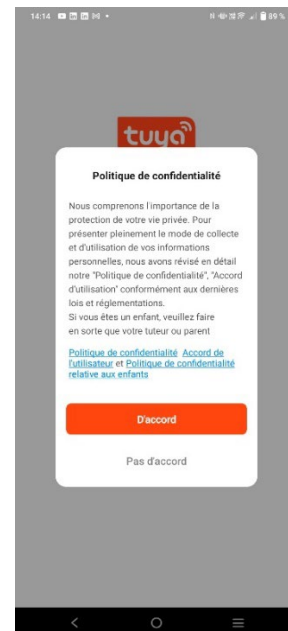 14:14
89 %
tuya
Politique de confidentialité
Nous comprenons l'importance de la
protection de votre vie privée. Pour
présenter pleinement le mode de collecte
et d'utilisation de vos informations
personnelles, nous avons révisé en détail
notre "Politique de confidentialité", "Accord
d'utilisation" conformément aux dernières
lois et réglementations.
Si vous êtes un enfant, veuillez faire
en sorte que votre tuteur ou parent
Politique de confidentialité Accord de
l'utilisateur et Politique de confidentialité
relative aux enfants
D'accord
Pas d'accord